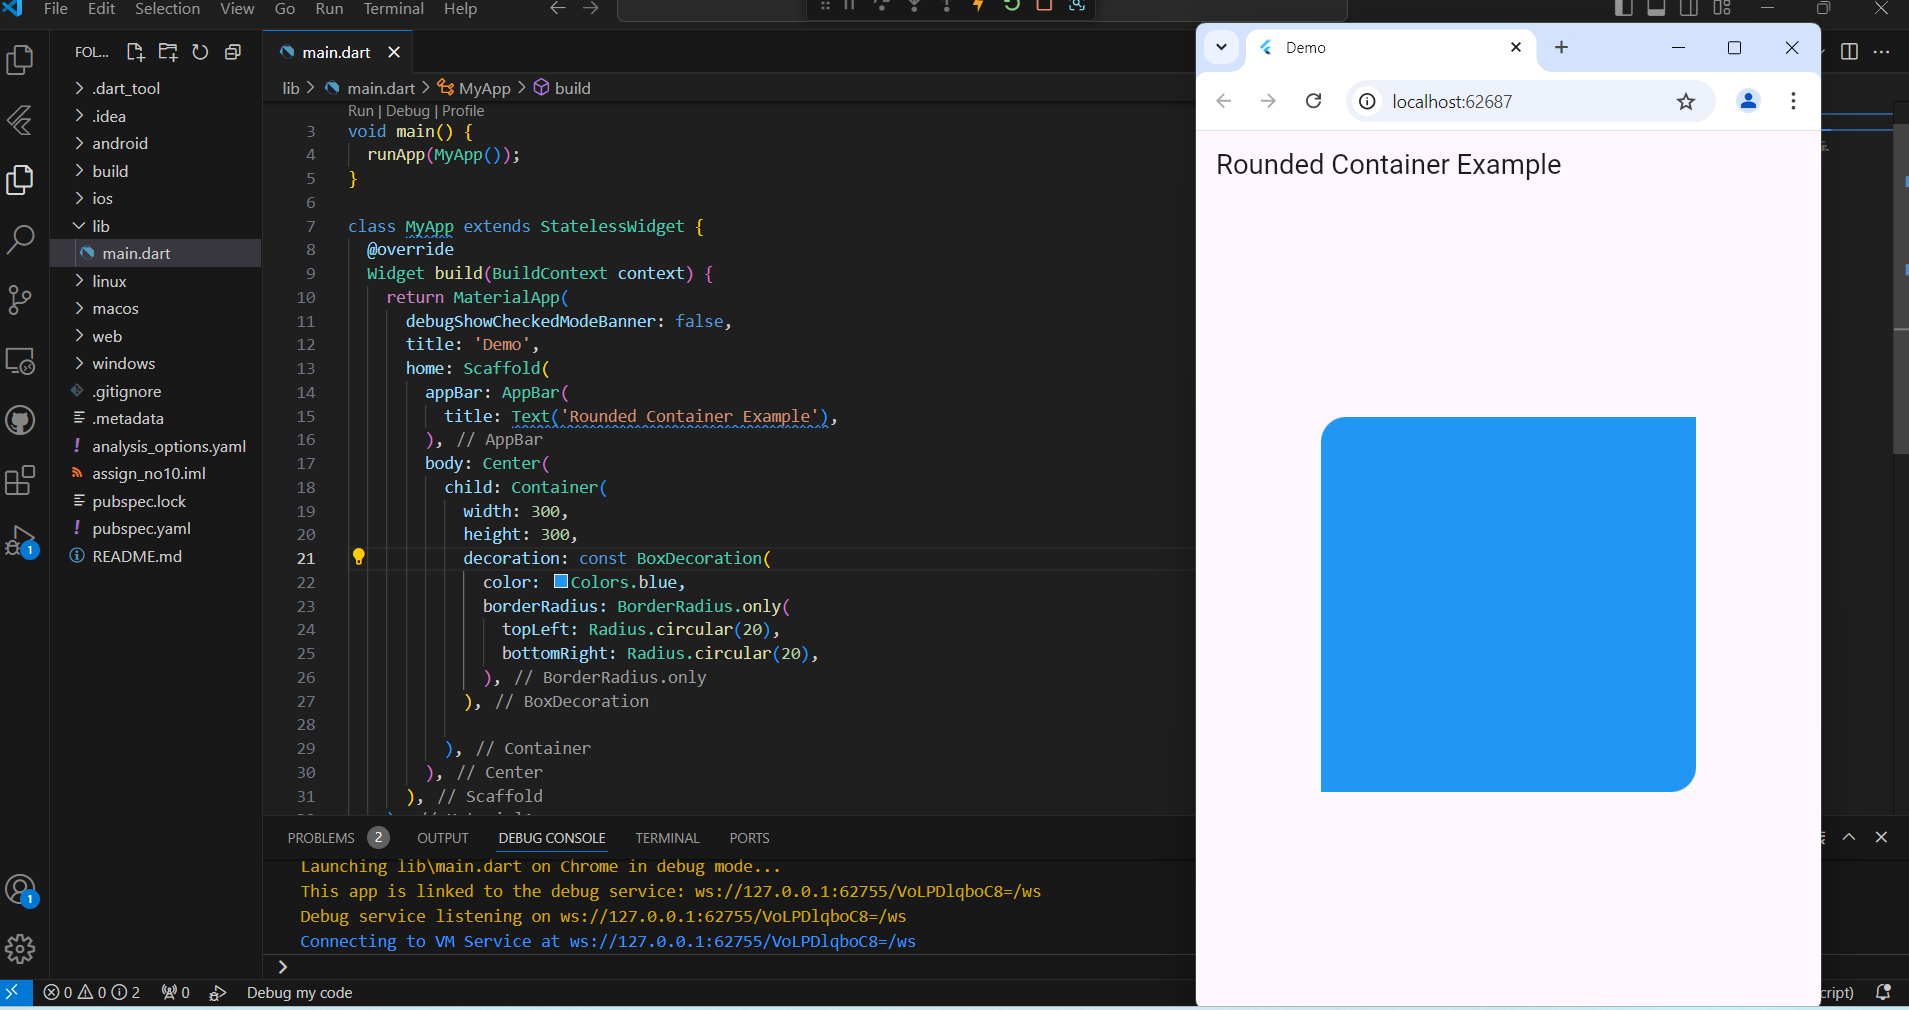 File Edit Selection View Go Run Terminal Help
FOL...
.dart_tool
.idea
android
build
ios
lib
main.dart
linux
macos
web
windows
.gitignore
.metadata
analysis_options.yaml
assign_no10.iml
pubspec.lock
pubspec.yaml
README.md
1
1
main.dart
lib > main.dart > MyApp > build
Run | Debug | Profile
3 void main() {
4 runApp(MyApp());
5 }
6
7 class MyApp extends StatelessWidget {
8 @override
9 Widget build(BuildContext context) {
10 return MaterialApp(
11 debugShowCheckedModeBanner: false,
12 title: 'Demo',
13 home: Scaffold(
14 appBar: AppBar(
15 title: Text('Rounded Container Example'),
16 ), // AppBar
17 body: Center(
18 child: Container(
19 width: 300,
20 height: 300,
21 decoration: const BoxDecoration(
22 color: Colors.blue,
23 borderRadius: BorderRadius.only(
24 topLeft: Radius.circular(20),
25 bottomRight: Radius.circular(20),
26 ), // BorderRadius.only
27 ), // BoxDecoration
28
29 ), // Container
30 ), // Center
31 ), // Scaffold
PROBLEMS 2 OUTPUT DEBUG CONSOLE TERMINAL PORTS
Launching lib\main.dart on Chrome in debug mode...
This app is linked to the debug service: ws://127.0.0.1:62755/VoLPDlqboC8=/ws
Debug service listening on ws://127.0.0.1:62755/VoLPDlqboC8=/ws
Connecting to VM Service at ws://127.0.0.1:62755/VoLPDlqboC8=/ws
>
0 0 2 0 Debug my code
cript)
Demo
localhost:62687
Rounded Container Example